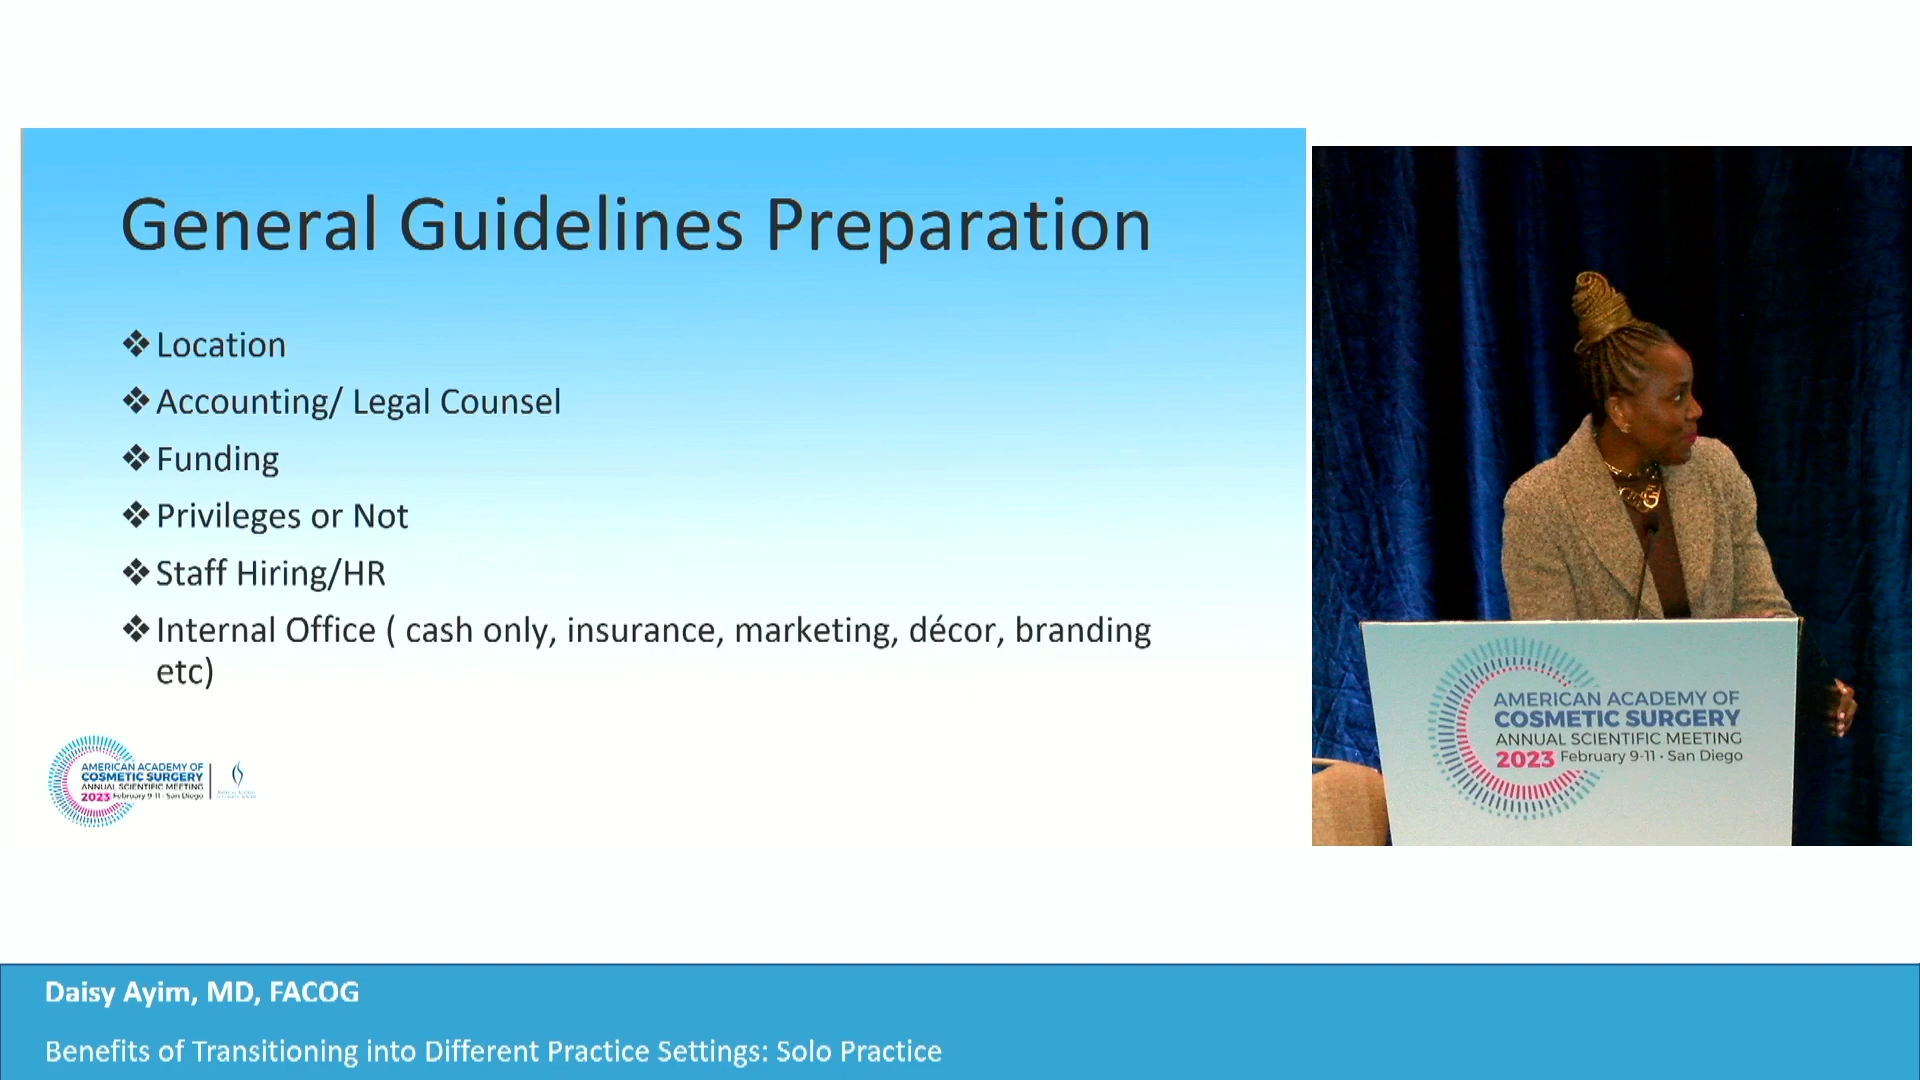 General Guidelines Preparation
❖ Location
❖ Accounting/ Legal Counsel
❖ Funding
❖ Privileges or Not
❖ Staff Hiring/HR
❖ Internal Office ( cash only, insurance, marketing, décor, branding
etc)
AMERICAN ACADEMY OF
COSMETIC SURGERY
ANNUAL SCIENTIFIC MEETING
2023 February 9-11 · San Diego
AMERICAN ACADEMY OF
COSMETIC SURGERY
ANNUAL SCIENTIFIC MEETING
2023 February 9-11 · San Diego
Daisy Ayim, MD, FACOG
Benefits of Transitioning into Different Practice Settings: Solo Practice